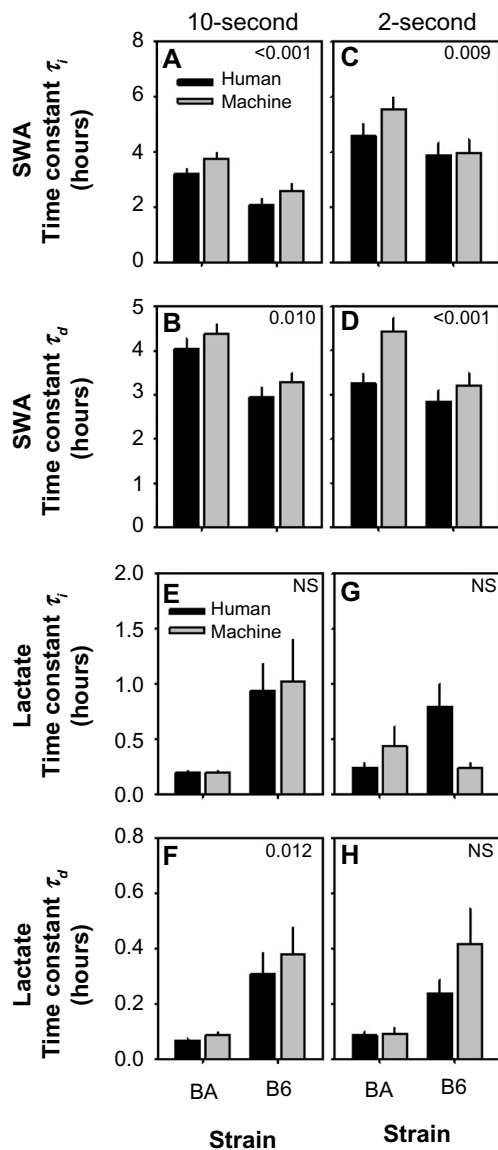 10-second
2-second
SWA
Time constant τi
(hours)
8
6
4
2
0
A
<0.001
Human
Machine
C
0.009
SWA
Time constant τd
(hours)
5
4
3
2
1
0
B
0.010
D
<0.001
Lactate
Time constant τi
(hours)
2.0
1.5
1.0
0.5
0.0
E
NS
Human
Machine
G
NS
Lactate
Time constant τd
(hours)
0.8
0.6
0.4
0.2
0.0
F
0.012
H
NS
BA
B6
BA
B6
Strain
Strain